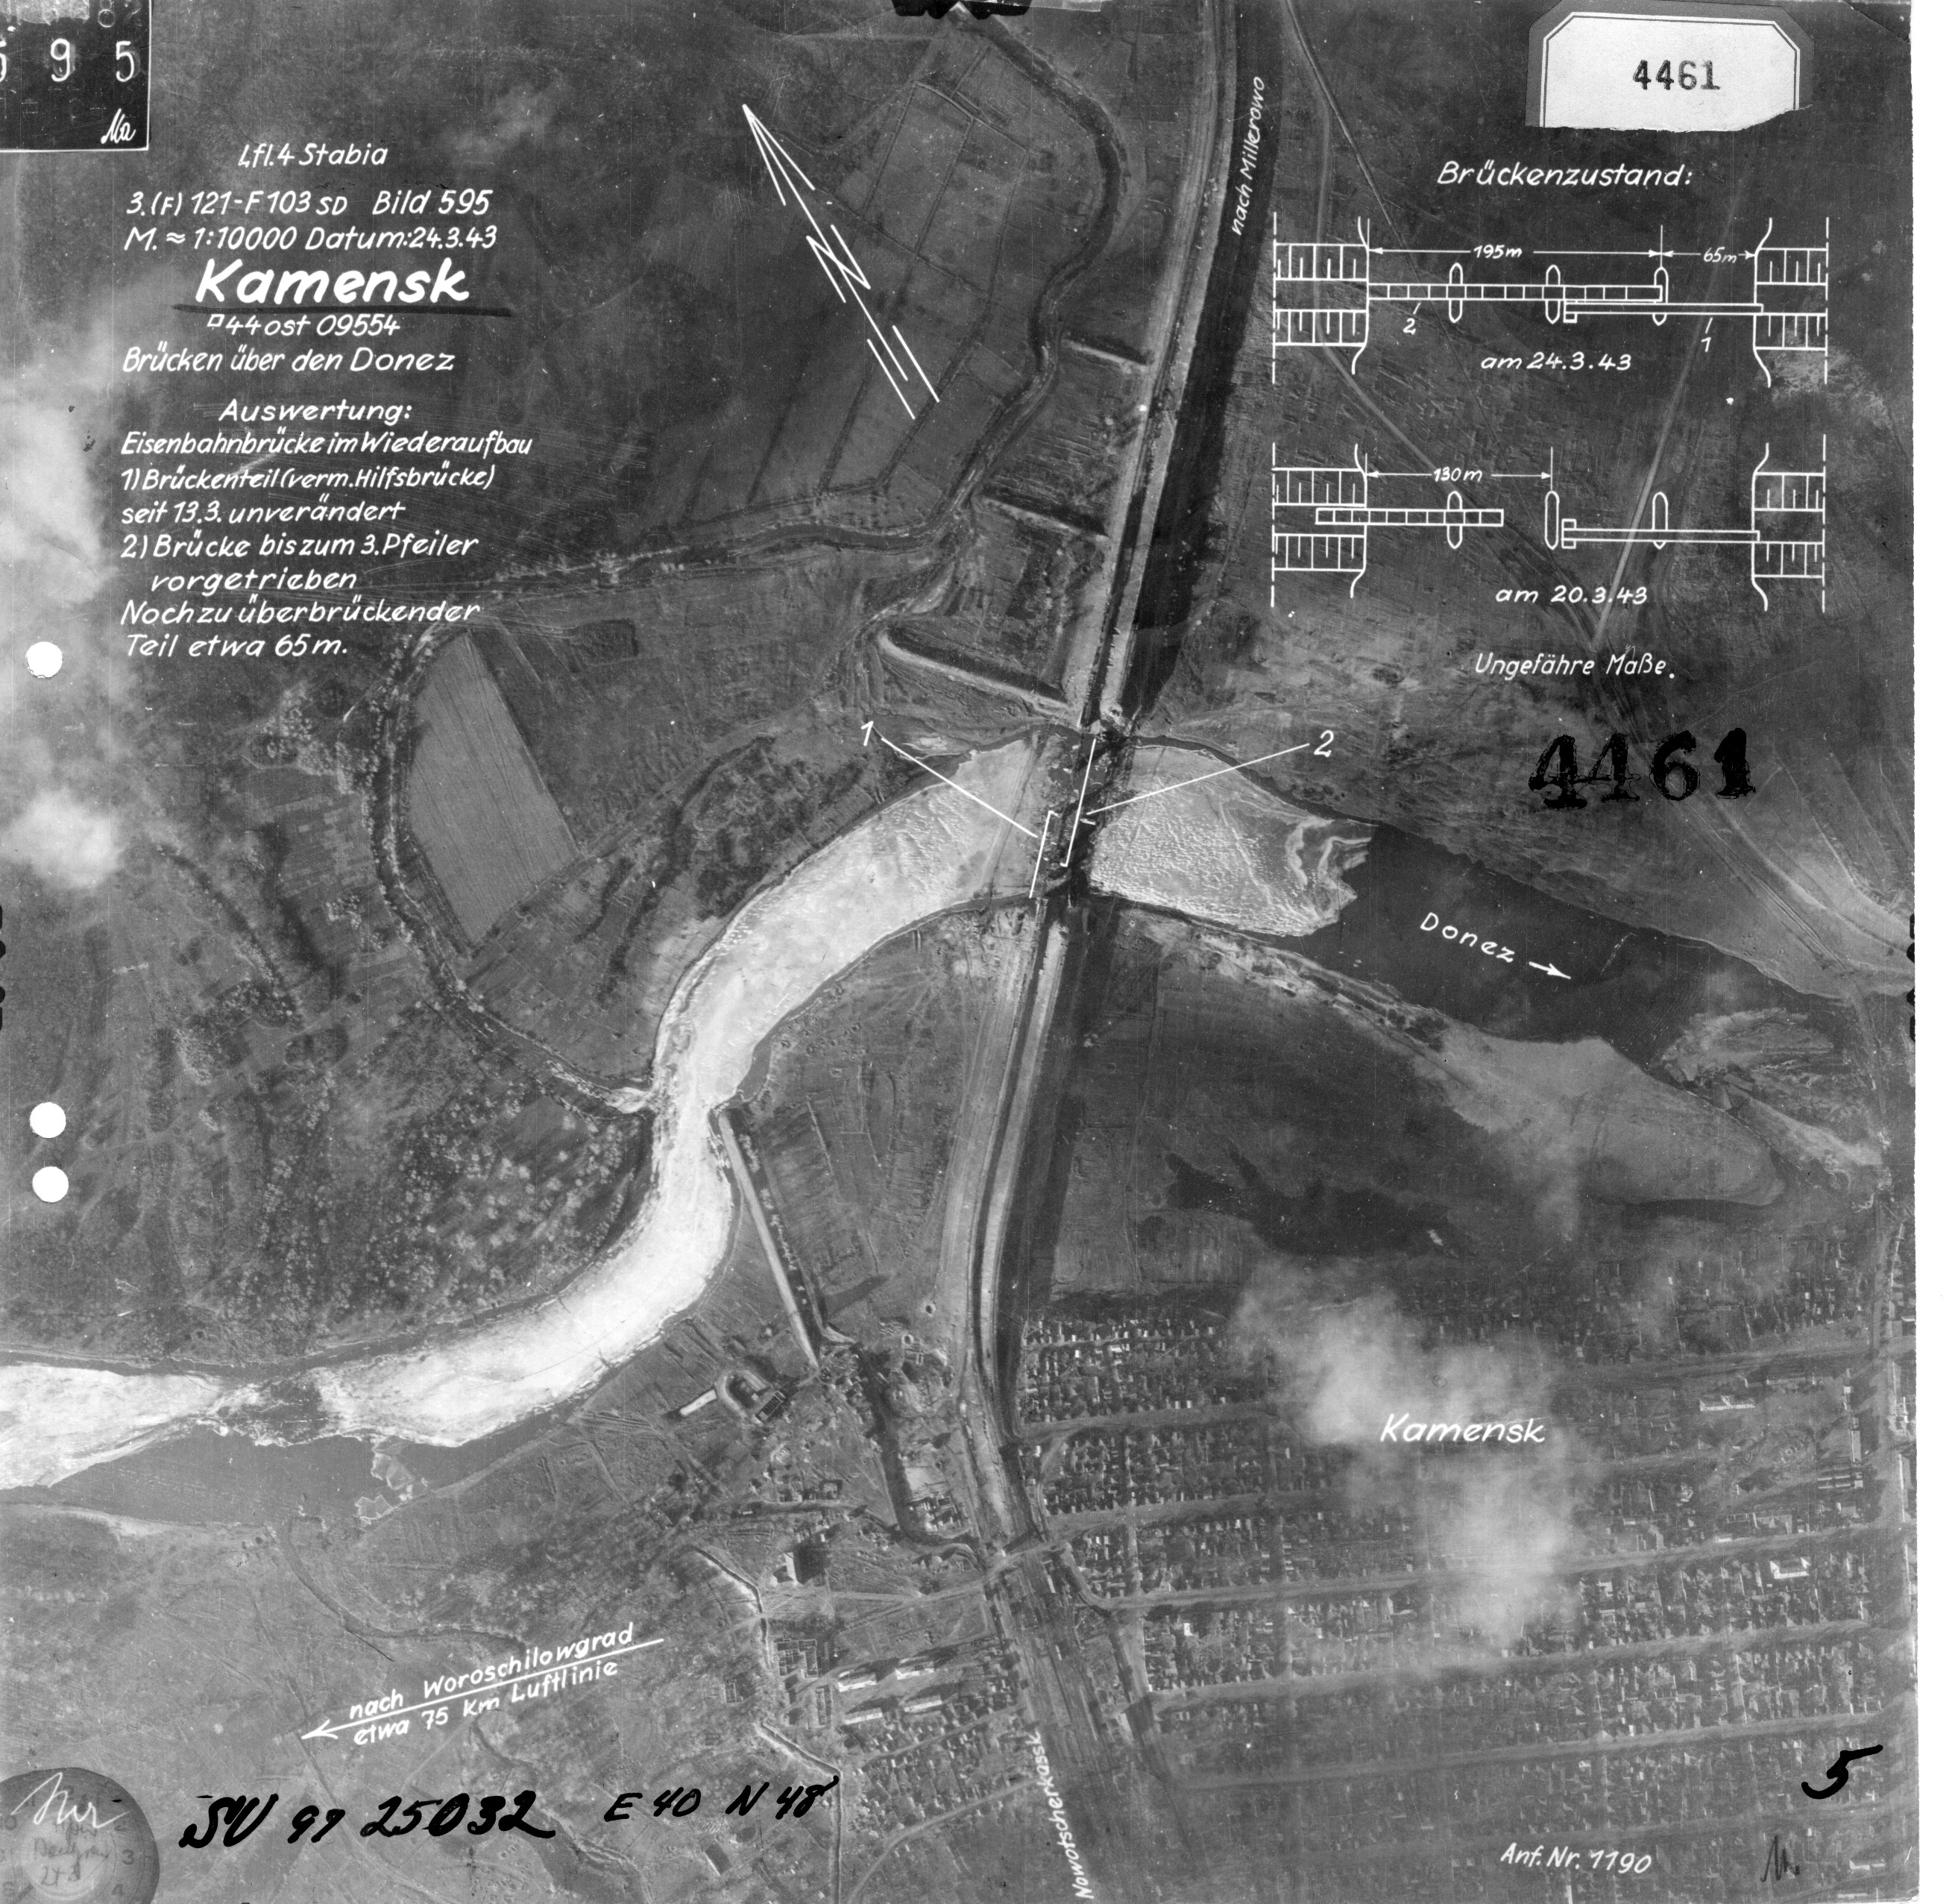 595
Ma
4461
Lfl.4 Stabia
3.(F) 121-F 103 SD Bild 595
M. ≈ 1:10000 Datum:24.3.43
Kamensk
44 ost 09554
Brücken über den Donez
Auswertung:
Eisenbahnbrücke im Wiederaufbau
1) Brückenteil (verm. Hilfsbrücke)
seit 13.3. unverändert
2) Brücke bis zum 3. Pfeiler
vorgetrieben
Noch zu überbrückender
Teil etwa 65 m.
N
nach Millerowo
Brückenzustand:
195m
65m
2
1
am 24.3.43
130m
am 20.3.43
Ungefähre Maße.
4461
1
2
Donez
Kamensk
nach Woroschilowgrad
etwa 75 km Luftlinie
Nowotscherkassk
SU 97 25032 E 40 N 48
5
Anf. Nr. 1190